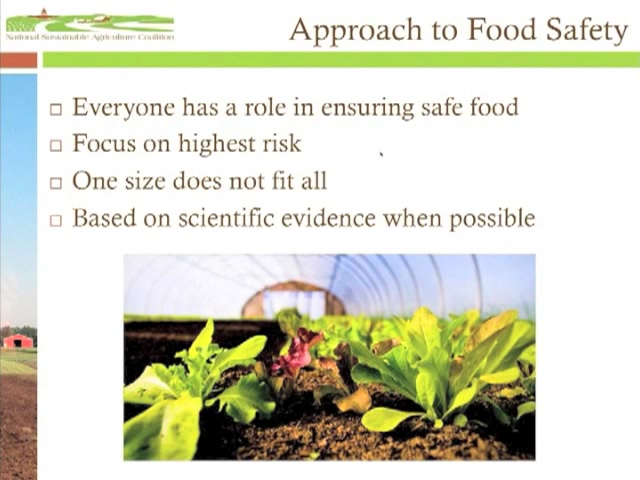 National Sustainable Agriculture Coalition
Approach to Food Safety
Everyone has a role in ensuring safe food
Focus on highest risk
One size does not fit all
Based on scientific evidence when possible